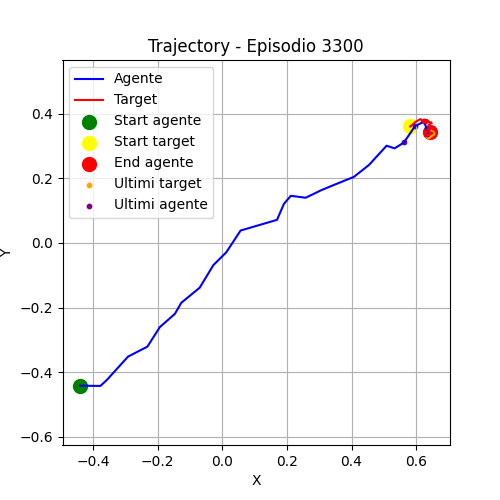 Trajectory - Episodio 3300
Agente
Target
Start agente
Start target
End agente
Ultimi target
Ultimi agente
0.4
0.2
0.0
−0.2
−0.4
−0.6
Y
−0.4
−0.2
0.0
0.2
0.4
0.6
X